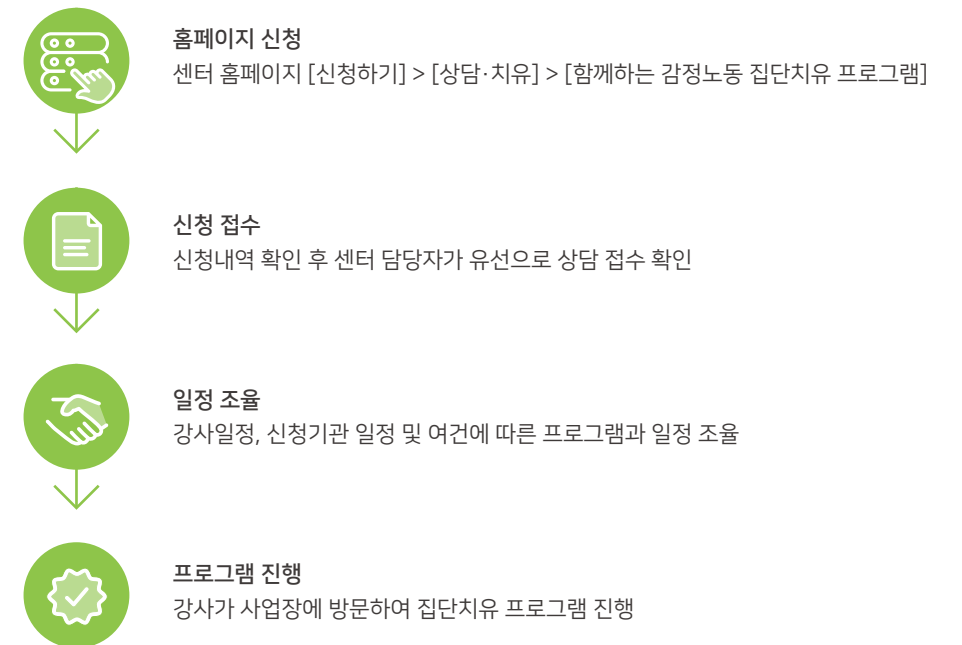 홈페이지 신청
센터 홈페이지 [신청하기] > [상담·치유] > [함께하는 감정노동 집단치유 프로그램]
신청 접수
신청내역 확인 후 센터 담당자가 유선으로 상담 접수 확인
일정 조율
강사일정, 신청기관 일정 및 여건에 따른 프로그램과 일정 조율
프로그램 진행
강사가 사업장에 방문하여 집단치유 프로그램 진행